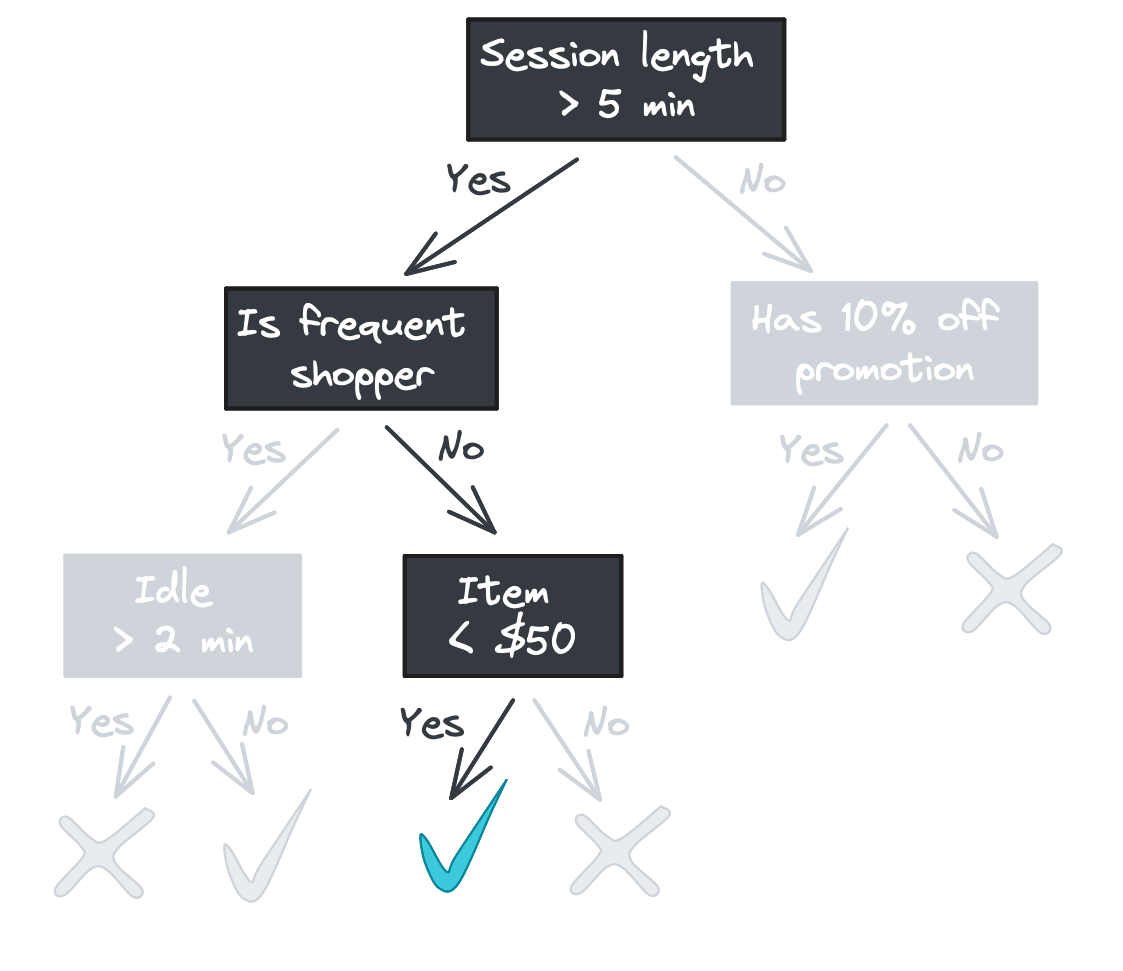 Session length
> 5 min
Yes
No
Is frequent
shopper
Has 10% off
promotion
Yes
No
Yes
No
Idle
> 2 min
Item
< $50
Yes
No
Yes
No